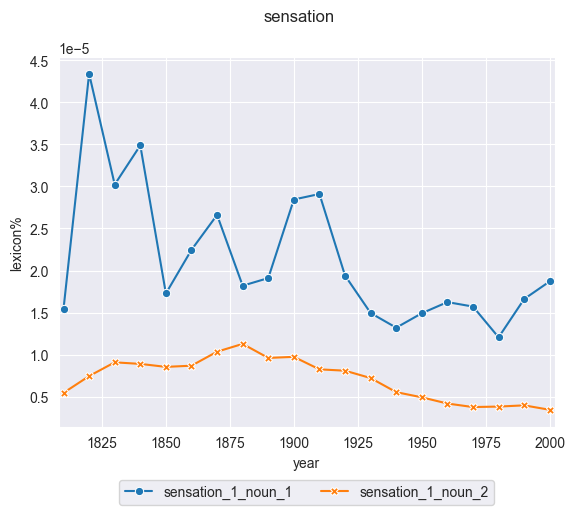 sensation
1e−5
4.5
4.0
3.5
3.0
2.5
2.0
1.5
1.0
0.5
lexicon%
1825 1850 1875 1900 1925 1950 1975 2000
year
sensation_1_noun_1 sensation_1_noun_2